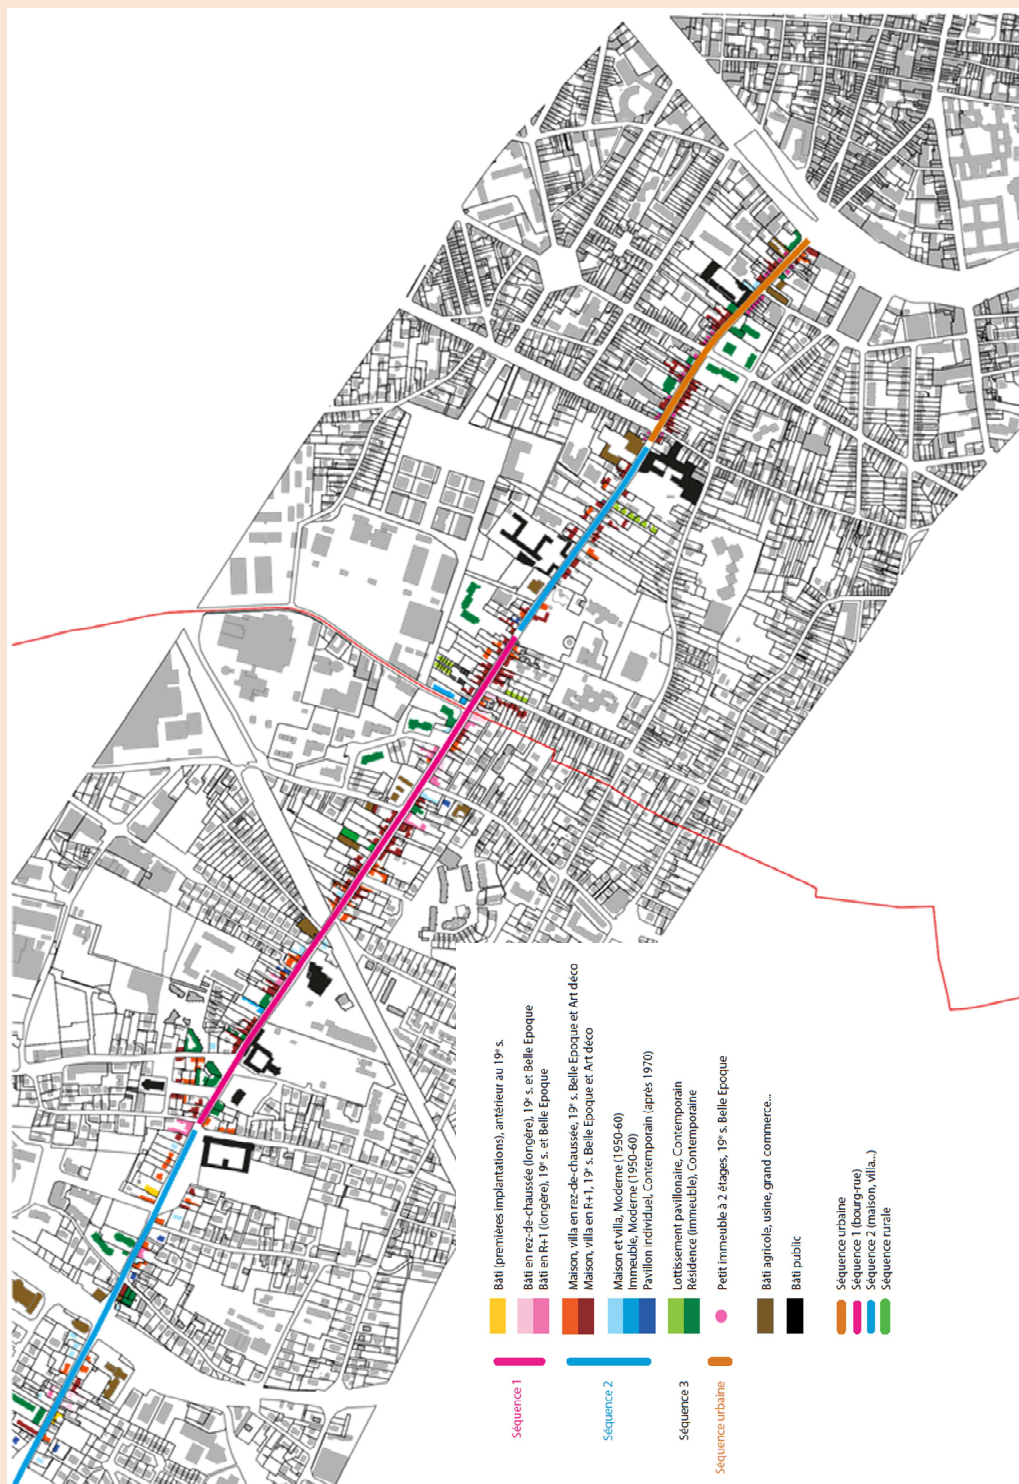 Bâti (premières implantations), antérieur au 19e s.
Bâti en rez-de-chaussée (longère), 19e s. et Belle Epoque
Bâti en R+1 (longère), 19e s. et Belle Epoque
Séquence 1
Maison, villa en rez-de-chaussée, 19e s. Belle Epoque et Art déco
Maison, villa en R+1, 19e s. Belle Epoque et Art déco
Maison et villa, Moderne (1950-60)
Immeuble, Moderne (1950-60)
Pavillon individuel, Contemporain (après 1970)
Séquence 2
Lottissement pavillonaire, Contemporain
Résidence (immeuble), Contemporaine
Séquence 3
Petit immeuble à 2 étages, 19e s. Belle Epoque
Séquence urbaine
Bâti agricole, usine, grand commerce...
Bâti public
Séquence urbaine
Séquence 1 (bourg-rue)
Séquence 2 (maison, villa...)
Séquence rurale